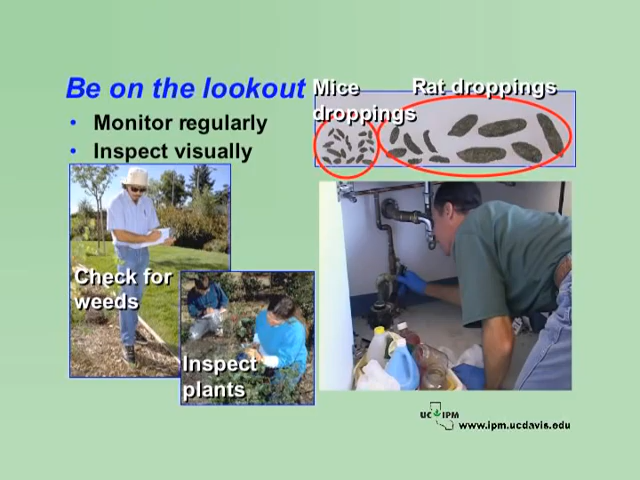 Be on the lookout
• Monitor regularly
• Inspect visually
Mice
droppings
Rat droppings
Check for
weeds
Inspect
plants
UC IPM
www.ipm.ucdavis.edu